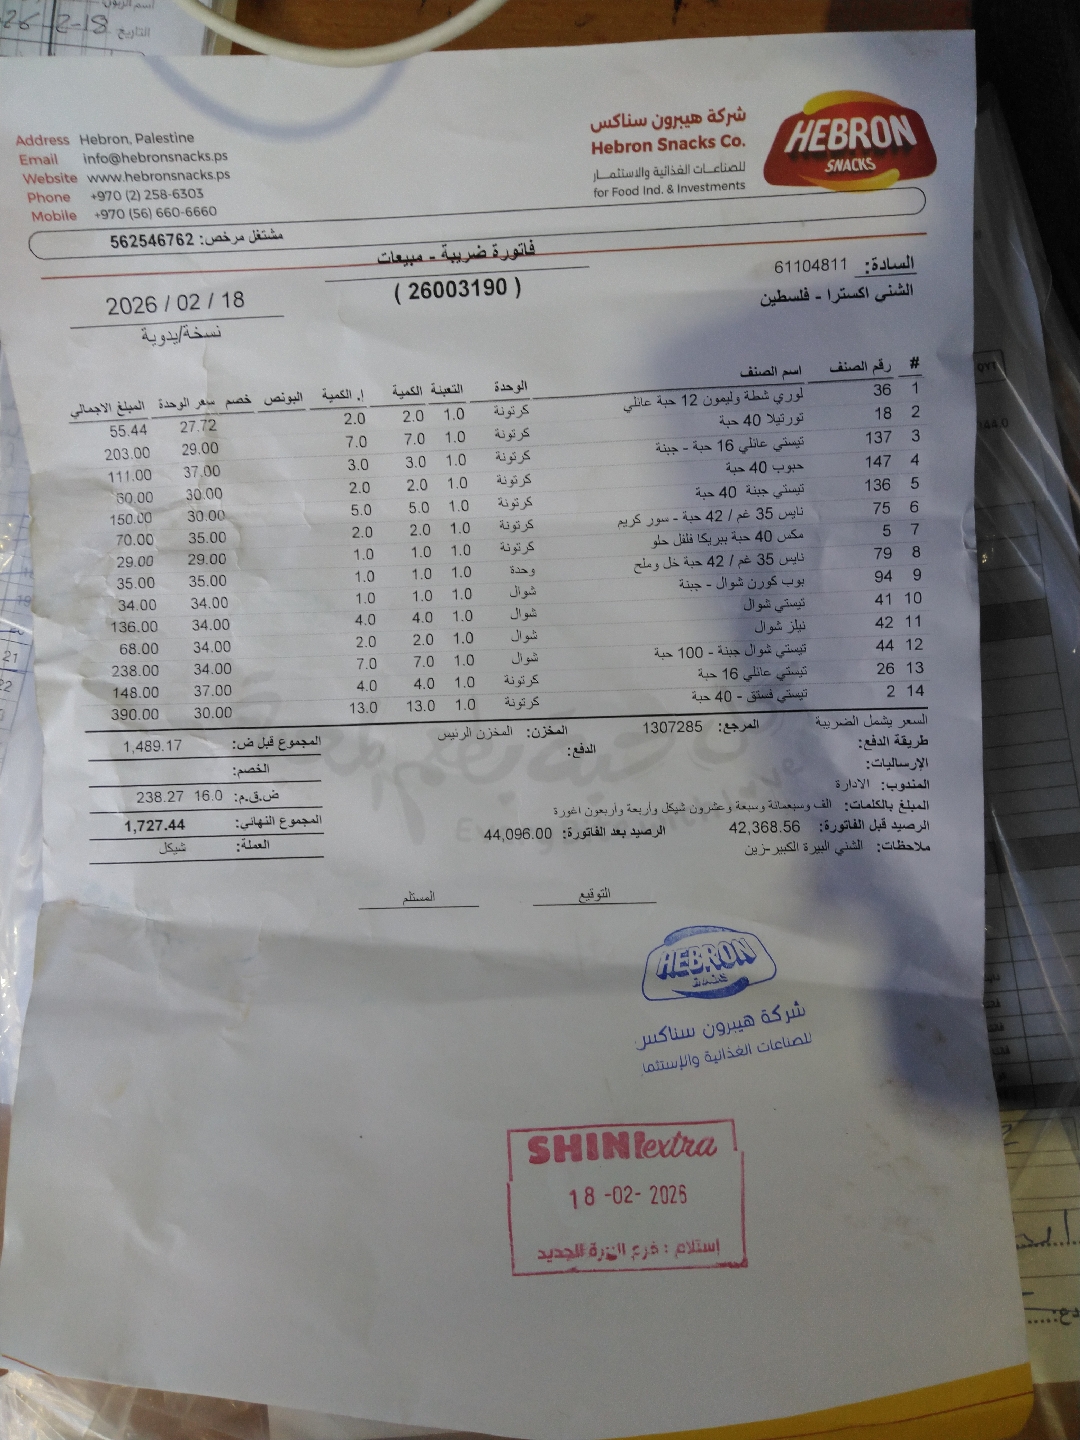 Address Hebron, Palestine
Email info@hebronsnacks.ps
Website www.hebronsnacks.ps
Phone +970 (2) 258-6303
Mobile +970 (56) 660-6660
شركة هيبرون سناكس
Hebron Snacks Co.
للصناعات الغذائية والاستثمار
for Food Ind. & Investments
HEBRON
SNACKS
مشتغل مرخص: 562546762
فاتورة ضريبة - مبيعات
( 26003190 )
السادة: 61104811
الشني اكسترا - فلسطين
2026 / 02 / 18
نسخة/يدوية
# رقم الصنف اسم الصنف الوحدة التعبئة الكمية إ. الكمية البونص خصم سعر الوحدة المبلغ الاجمالي
1 36 لوري شطة وليمون 12 حبة عائلي كرتونة 1.0 2.0 2.0 27.72 55.44
2 18 تورتيلا 40 حبة كرتونة 1.0 7.0 7.0 29.00 203.00
3 137 تيستي عائلي 16 حبة - جبنة كرتونة 1.0 3.0 3.0 37.00 111.00
4 147 حبوب 40 حبة كرتونة 1.0 2.0 2.0 30.00 60.00
5 136 تيستي جبنة 40 حبة كرتونة 1.0 5.0 5.0 30.00 150.00
6 75 نايس 35 غم / 42 حبة - سور كريم كرتونة 1.0 2.0 2.0 35.00 70.00
7 5 مكس 40 حبة بيبريكا فلفل حلو كرتونة 1.0 1.0 1.0 29.00 29.00
8 79 نايس 35 غم / 42 حبة خل وملح وحدة 1.0 1.0 1.0 35.00 35.00
9 94 بوب كورن شوال - جبنة شوال 1.0 1.0 1.0 34.00 34.00
10 41 تيستي شوال شوال 1.0 4.0 4.0 34.00 136.00
11 42 نيلز شوال شوال 1.0 2.0 2.0 34.00 68.00
12 44 تيستي شوال جبنة - 100 حبة شوال 1.0 7.0 7.0 34.00 238.00
13 26 تيستي عائلي 16 حبة كرتونة 1.0 4.0 4.0 37.00 148.00
14 2 تيستي فستق - 40 حبة كرتونة 1.0 13.0 13.0 30.00 390.00
السعر يشمل الضريبة المرجع: 1307285 المخزن: المخزن الرئيس
طريقة الدفع: الدفع:
الإرساليات:
المندوب: الادارة
المبلغ بالكلمات: الف وسبعمائة وسبعة وعشرون شيكل وأربعة وأربعون اغورة
الرصيد قبل الفاتورة: 42,368.56 الرصيد بعد الفاتورة: 44,096.00
ملاحظات: الشني البيرة الكبير-زين
المجموع قبل ض: 1,489.17
الخصم:
ض.ق.م: 16.0 238.27
المجموع النهائي: 1,727.44
العملة: شيكل
التوقيع
المستلم
HEBRON
شركة هيبرون سناكس
للصناعات الغذائية والإستثمار
SHINI extra
18 -02- 2026
إستلام : فرع البيرة الجديد